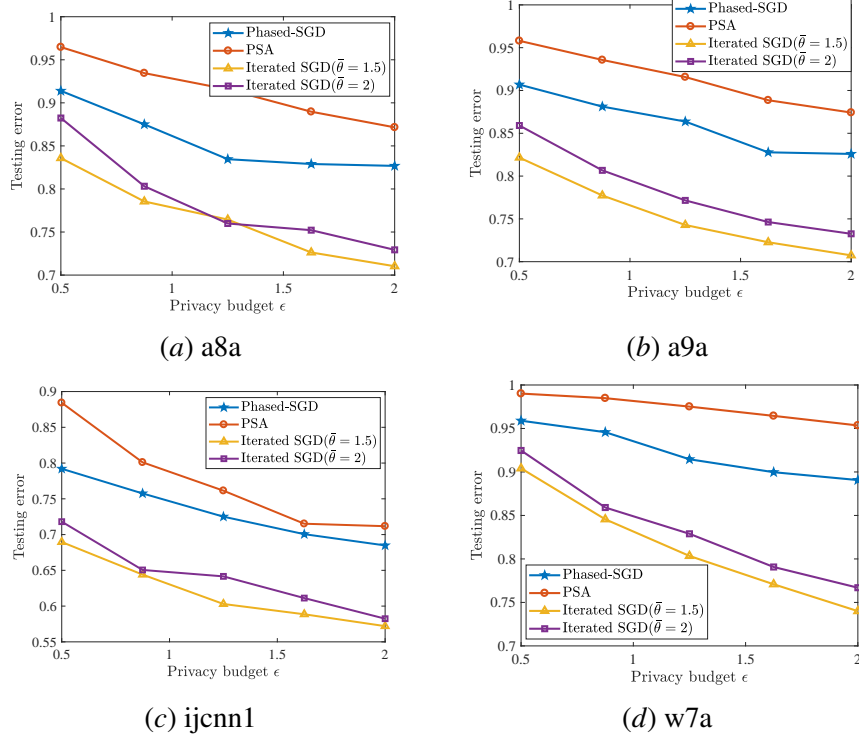 1
0.95
0.9
0.85
0.8
0.75
0.7
Testing error
Phased-SGD
PSA
Iterated SGD(θ̄ = 1.5)
Iterated SGD(θ̄ = 2)
0.5 1 1.5 2
Privacy budget ϵ
(a) a8a
1
0.95
0.9
0.85
0.8
0.75
0.7
Testing error
Phased-SGD
PSA
Iterated SGD(θ̄ = 1.5)
Iterated SGD(θ̄ = 2)
0.5 1 1.5 2
Privacy budget ϵ
(b) a9a
0.9
0.85
0.8
0.75
0.7
0.65
0.6
0.55
Testing error
Phased-SGD
PSA
Iterated SGD(θ̄ = 1.5)
Iterated SGD(θ̄ = 2)
0.5 1 1.5 2
Privacy budget ϵ
(c) ijcnn1
1
0.95
0.9
0.85
0.8
0.75
0.7
Testing error
Phased-SGD
PSA
Iterated SGD(θ̄ = 1.5)
Iterated SGD(θ̄ = 2)
0.5 1 1.5 2
Privacy budget ϵ
(d) w7a